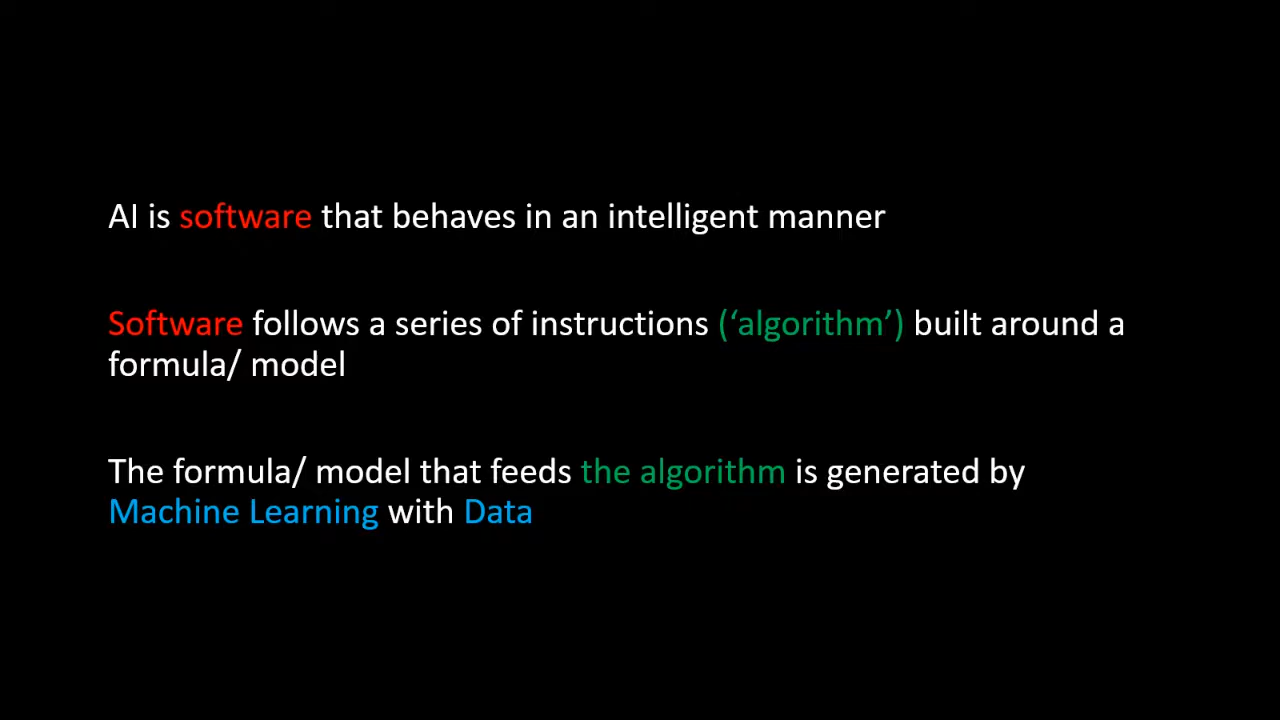 AI is software that behaves in an intelligent manner
Software follows a series of instructions (‘algorithm’) built around a
formula/ model
The formula/ model that feeds the algorithm is generated by
Machine Learning with Data